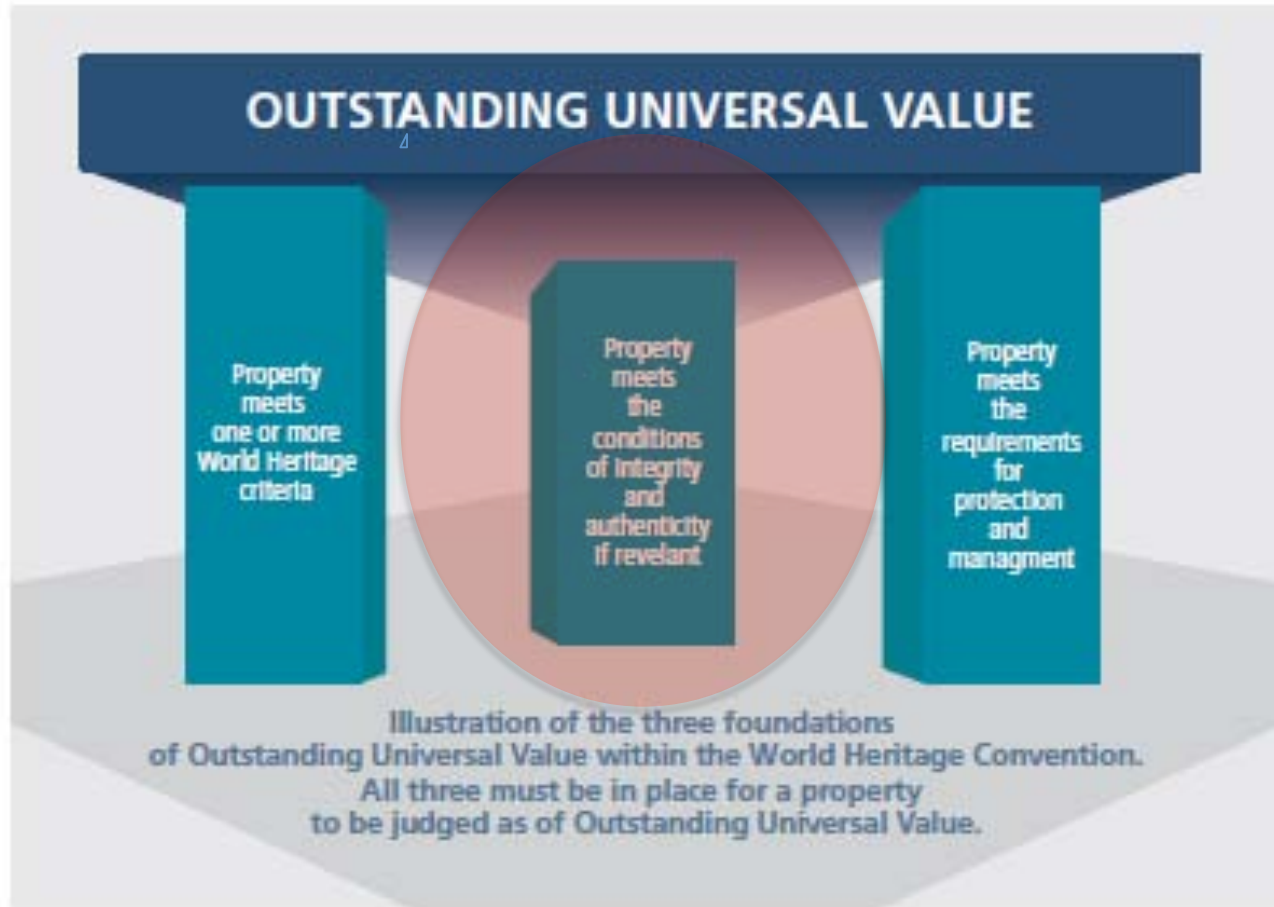 OUTSTANDING UNIVERSAL VALUE
Property
meets
one or more
World Heritage
criteria
Property
meets
the
conditions
of integrity
and
authenticity
if revelant
Property
meets
the
requirements
for
protection
and
managment
Illustration of the three foundations
of Outstanding Universal Value within the World Heritage Convention.
All three must be in place for a property
to be judged as of Outstanding Universal Value.